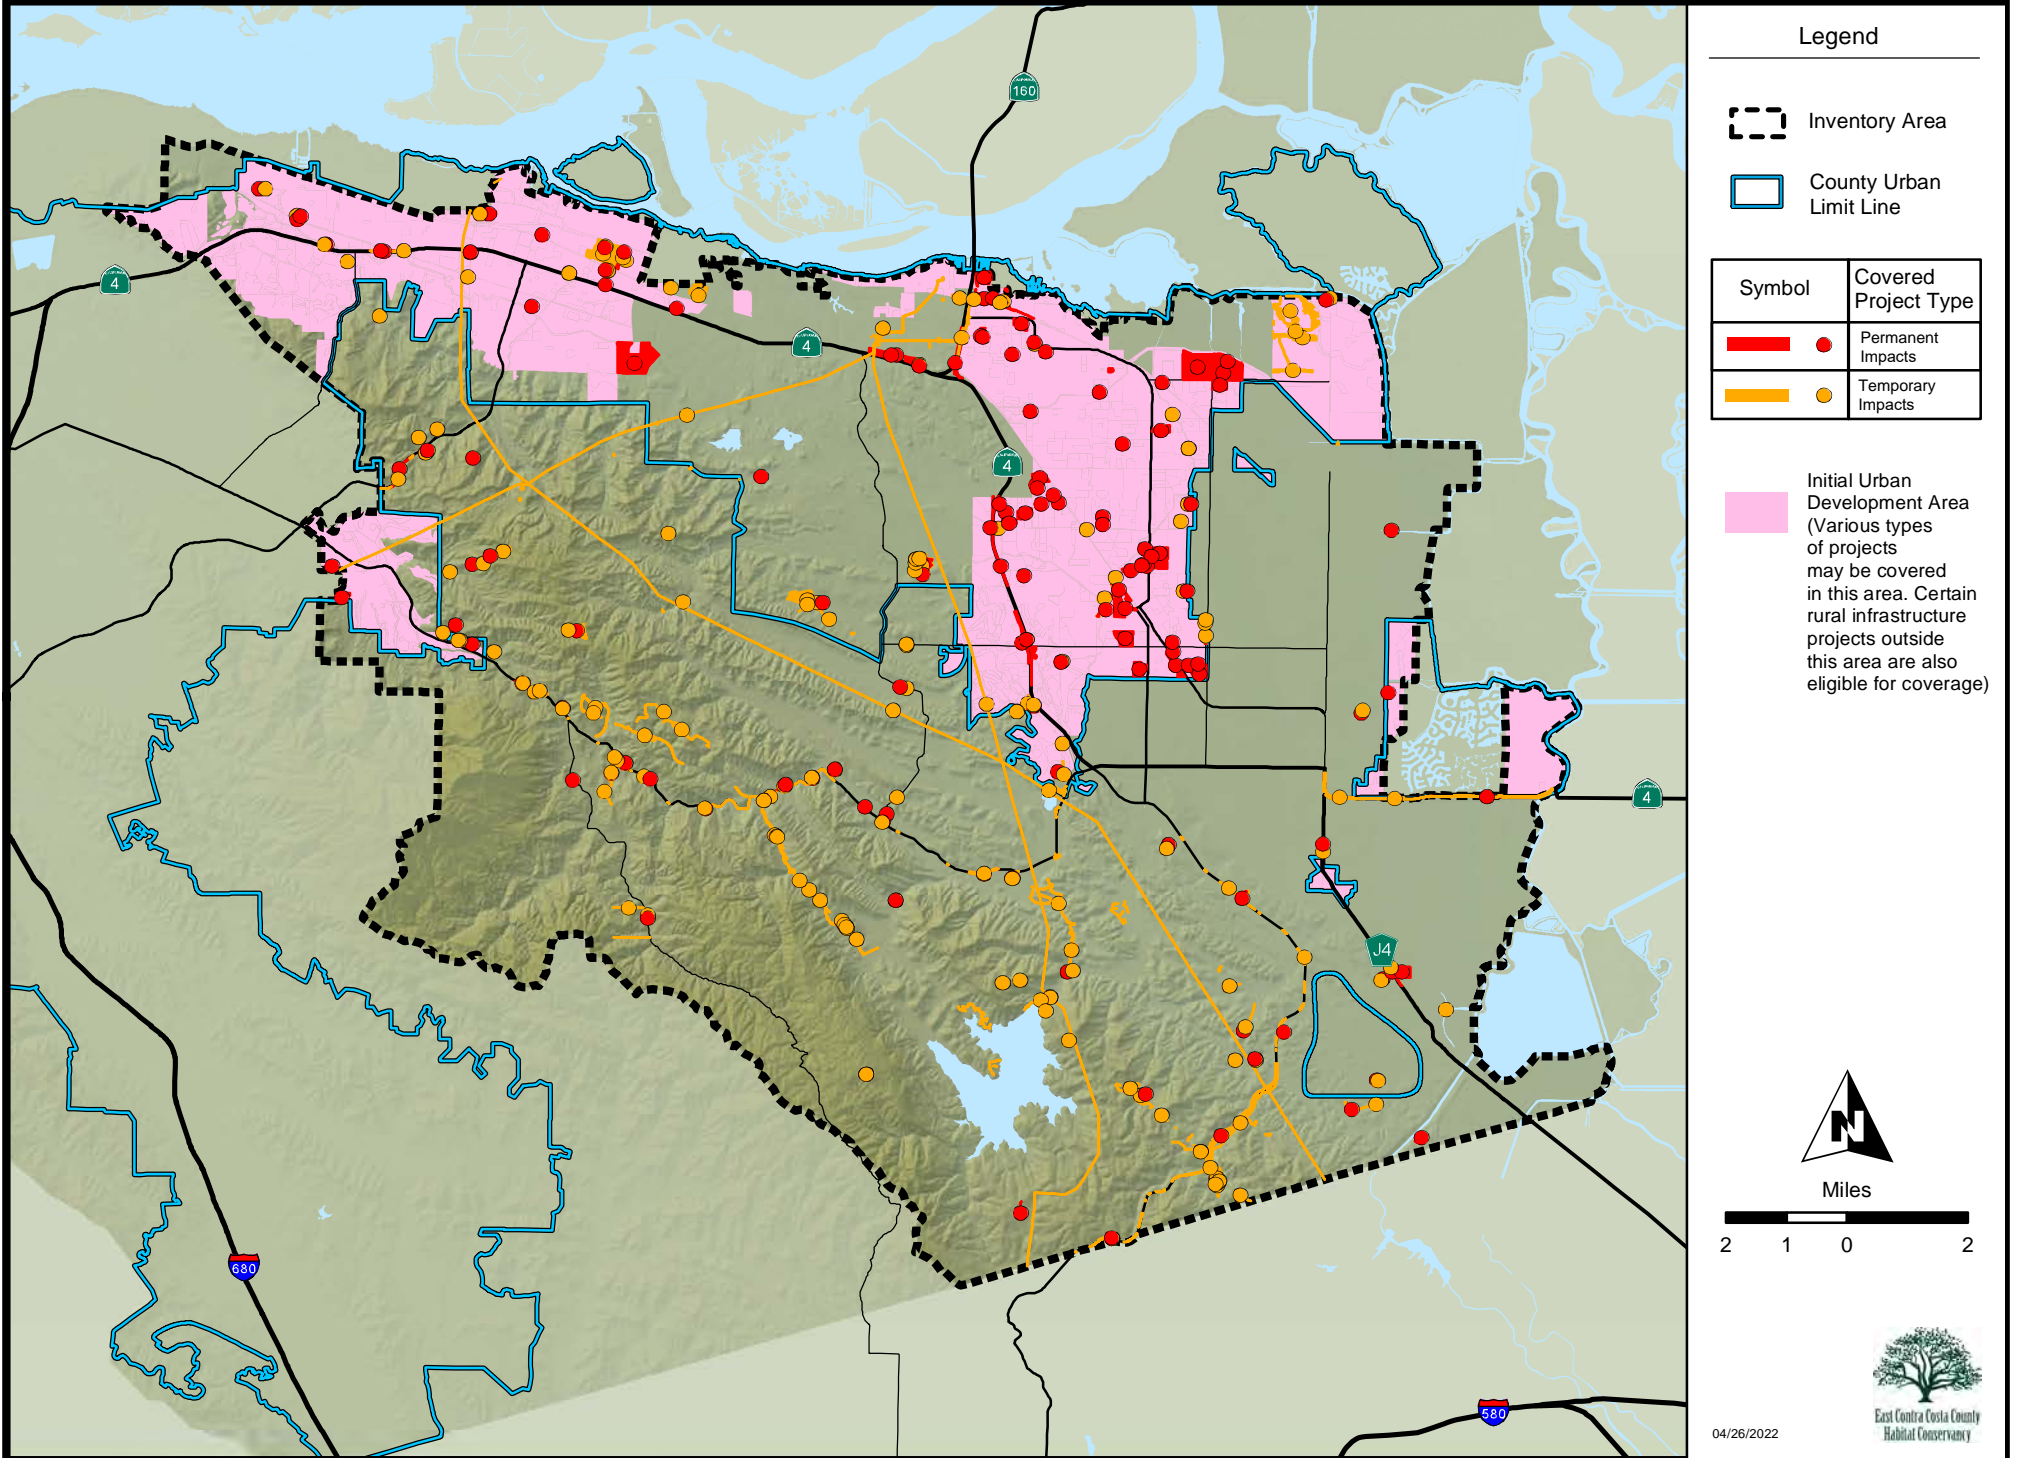 160
4
4
4
4
J4
680
580
Legend
Inventory Area
County Urban
Limit Line
Symbol
Covered
Project Type
Permanent
Impacts
Temporary
Impacts
Initial Urban
Development Area
(Various types
of projects
may be covered
in this area. Certain
rural infrastructure
projects outside
this area are also
eligible for coverage)
N
Miles
2 1 0 2
East Contra Costa County
Habitat Conservancy
04/26/2022